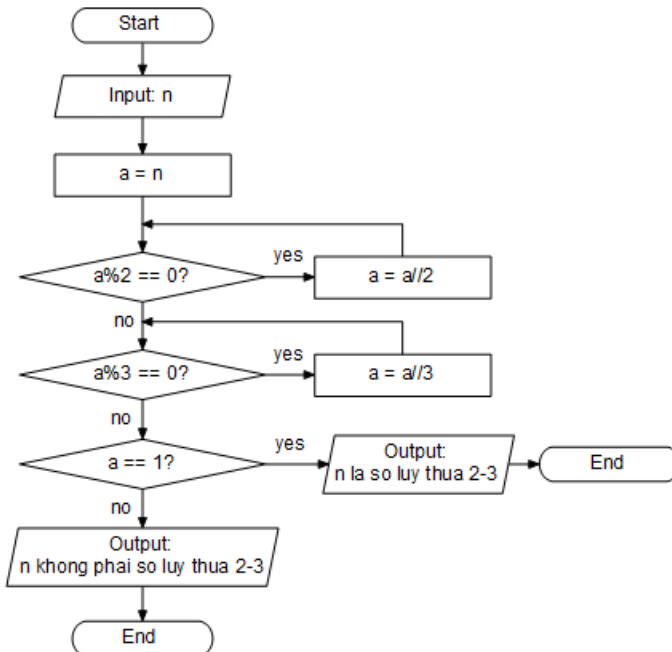 Start
Input: n
a = n
a%2 == 0?
yes
a = a//2
no
a%3 == 0?
yes
a = a//3
no
a == 1?
yes
Output:
n la so luy thua 2-3
End
no
Output:
n khong phai so luy thua 2-3
End